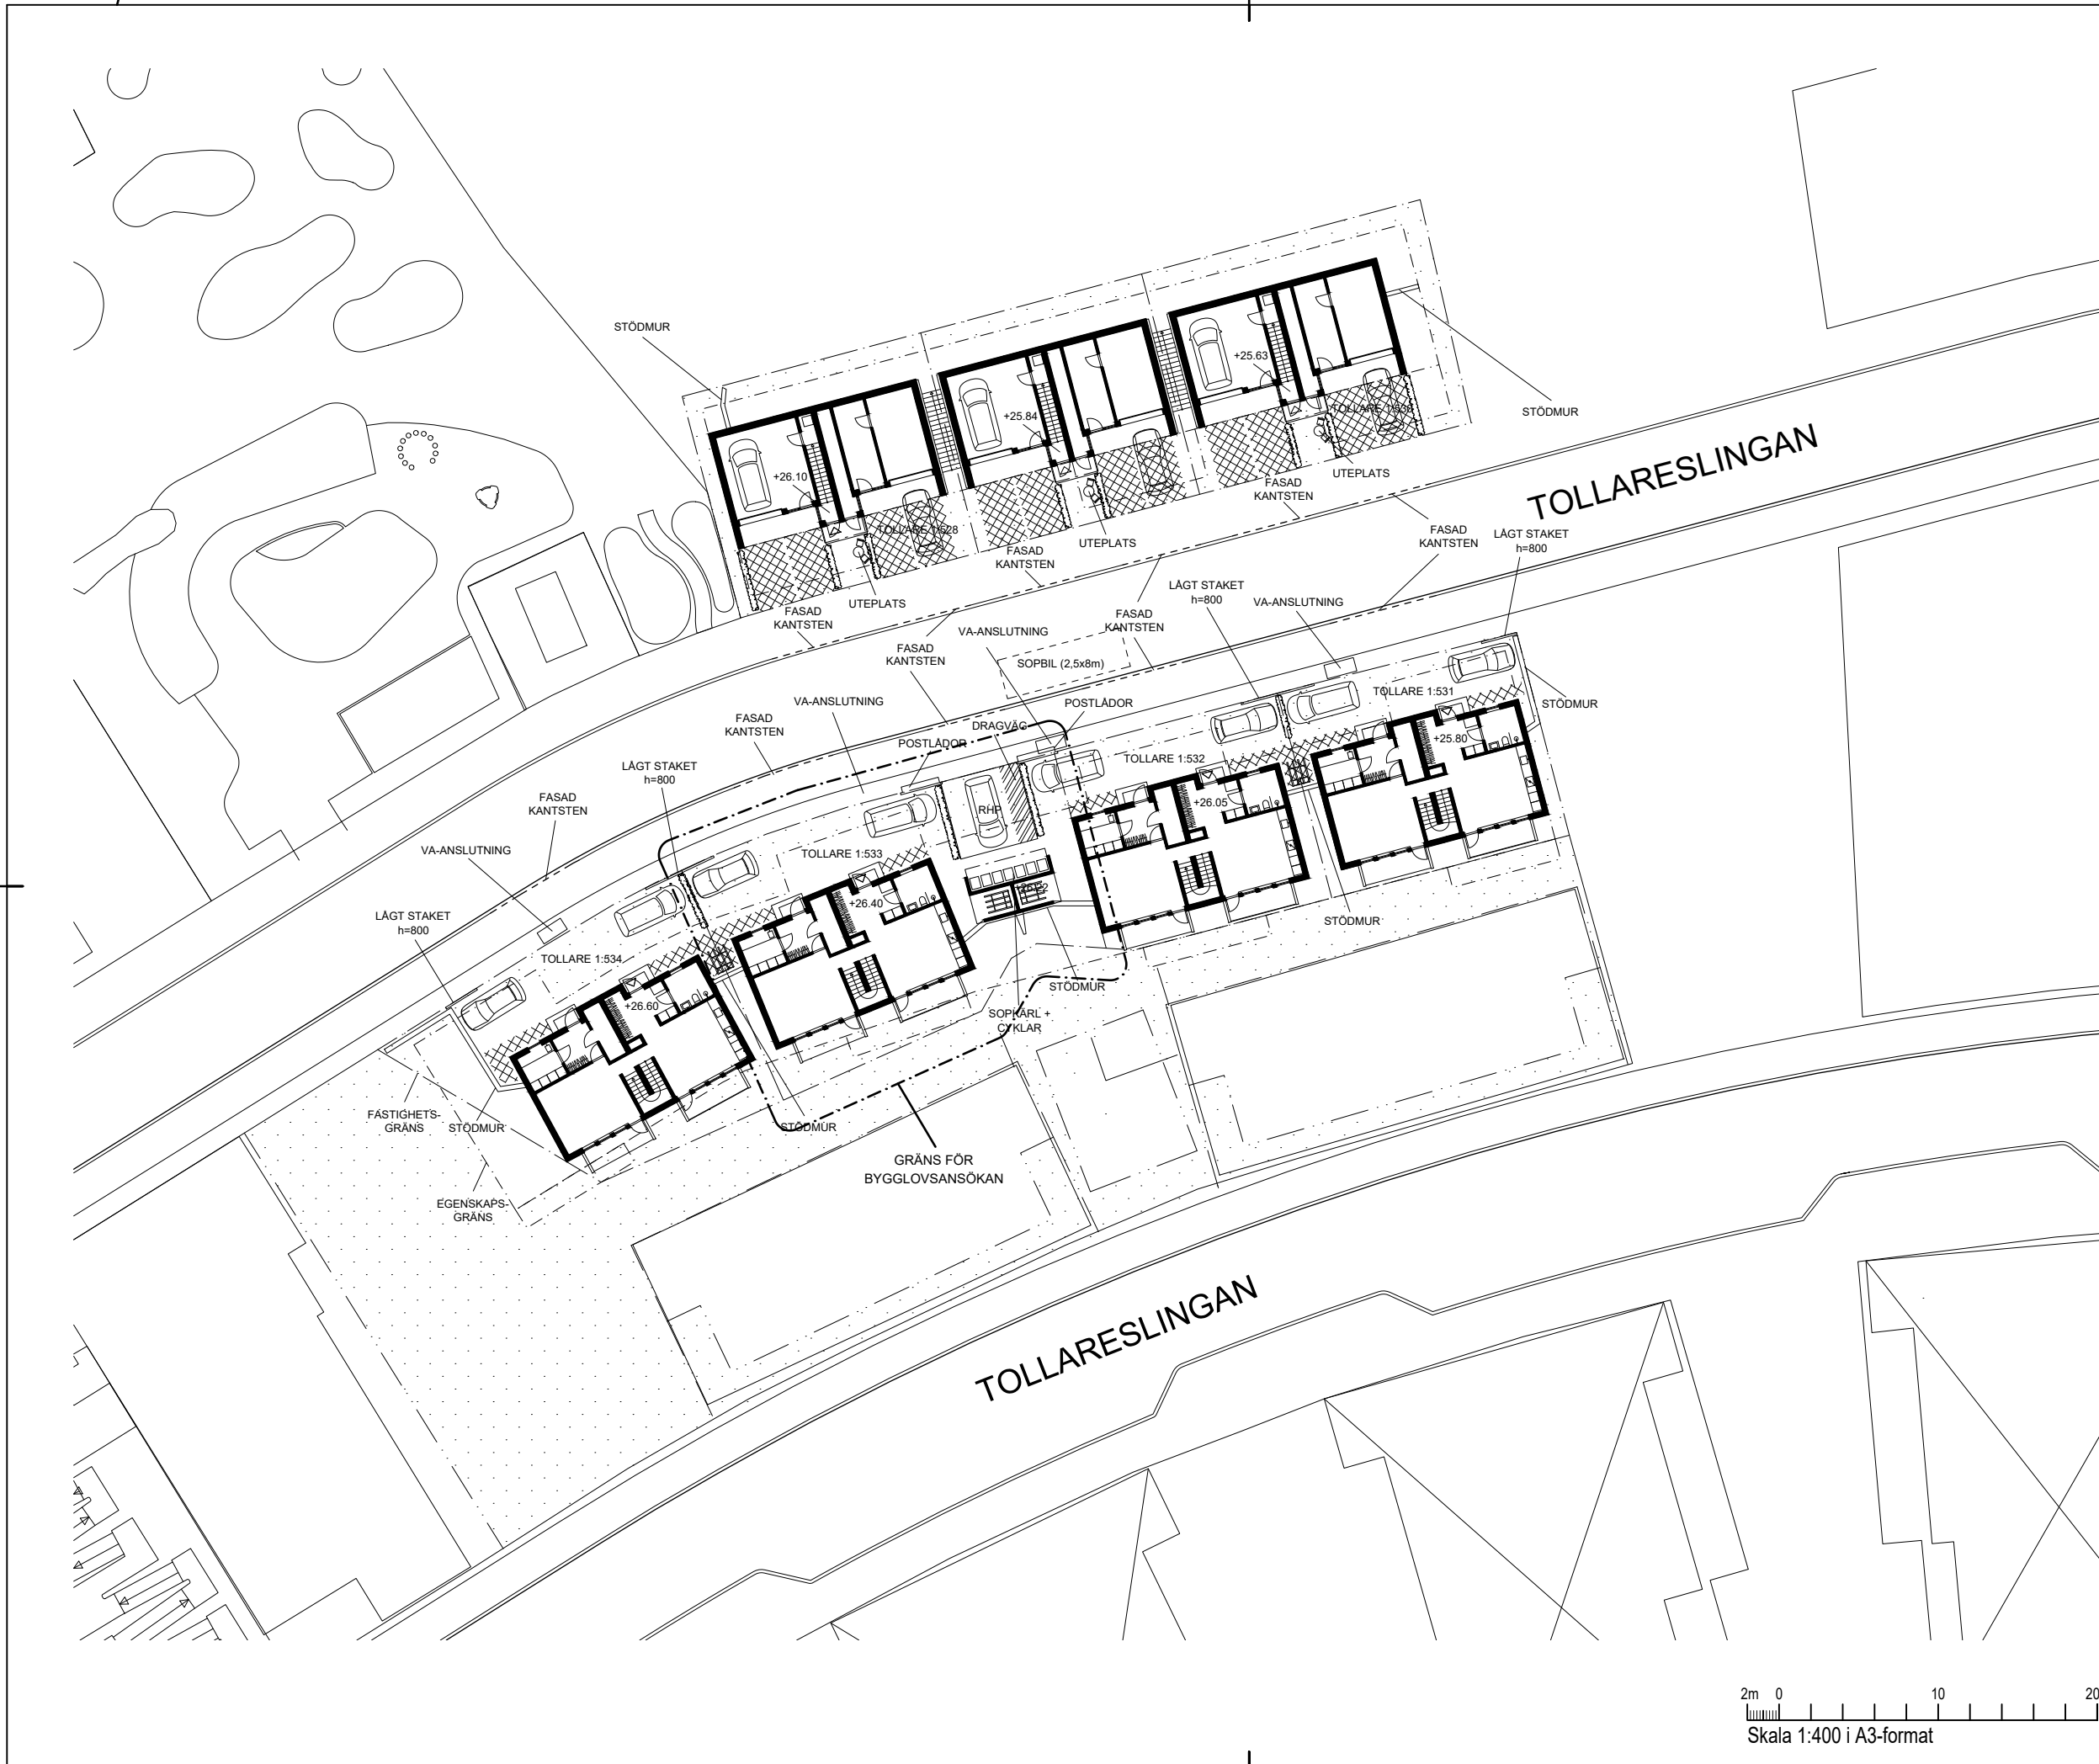 STÖDMUR
+25.63
+25.84
+26.10
TOLLARE 1:528
STÖDMUR
UTEPLATS
FASAD
KANTSTEN
TOLLARESLINGAN
UTEPLATS
FASAD
KANTSTEN
UTEPLATS
FASAD
KANTSTEN
FASAD
KANTSTEN
LÅGT STAKET
h=800
LÅGT STAKET
h=800
VA-ANSLUTNING
FASAD
KANTSTEN
VA-ANSLUTNING
FASAD
KANTSTEN
SOPBIL (2,5x8m)
TOLLARE 1:531
STÖDMUR
VA-ANSLUTNING
POSTLÅDOR
FASAD
KANTSTEN
DRAGVÄG
POSTLÅDOR
+25.80
TOLLARE 1:532
LÅGT STAKET
h=800
+26.05
RHP
FASAD
KANTSTEN
VA-ANSLUTNING
TOLLARE 1:533
+26.40
LÅGT STAKET
h=800
STÖDMUR
TOLLARE 1:534
+26.60
STÖDMUR
SOPKÄRL +
CYKLAR
FASTIGHETS-
GRÄNS
STÖDMUR
STÖDMUR
GRÄNS FÖR
BYGGLOVSANSÖKAN
EGENSKAPS-
GRÄNS
TOLLARESLINGAN
2m 0 10 20
Skala 1:400 i A3-format